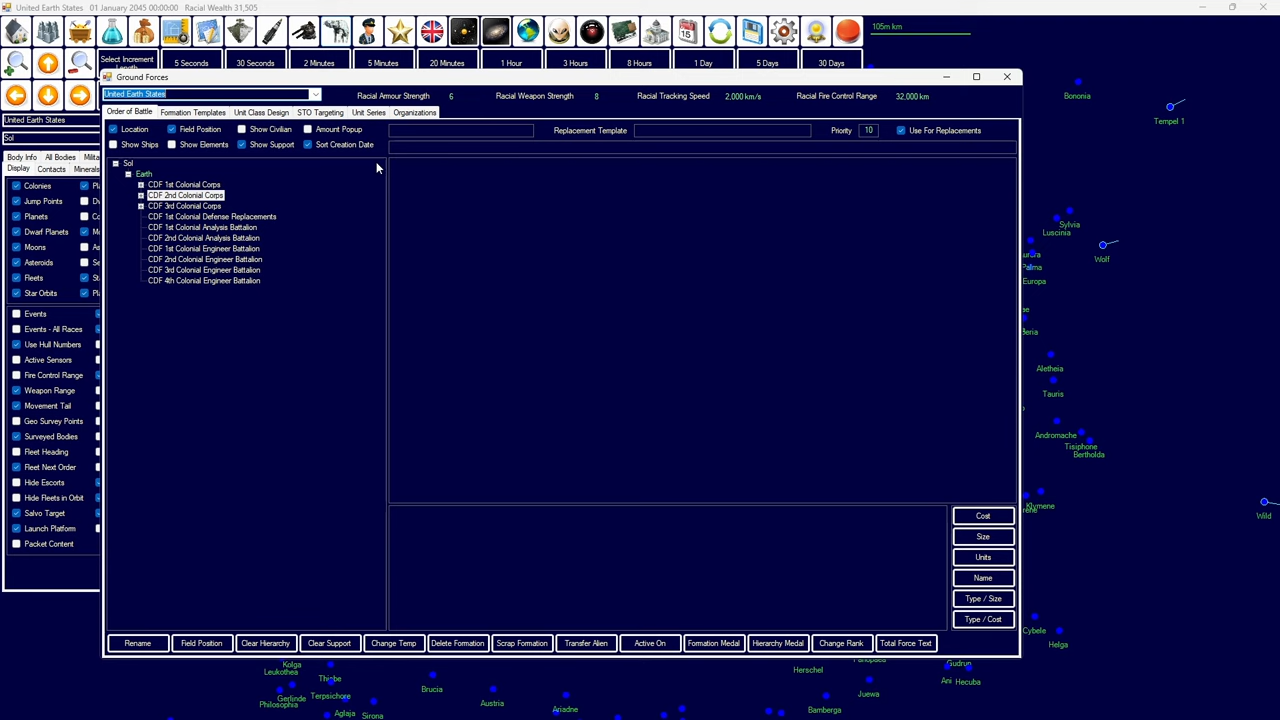 United Earth States 01 January 2045 00:00:00 Racial Wealth 31,505
105m km
Select Increment Length
5 Seconds 30 Seconds 2 Minutes 5 Minutes 20 Minutes 1 Hour 3 Hours 8 Hours 1 Day 5 Days 30 Days
Ground Forces
United Earth States
Racial Armour Strength 6 Racial Weapon Strength 8 Racial Tracking Speed 2,000 km/s Racial Fire Control Range 32,000 km
Order of Battle Formation Templates Unit Class Design STO Targeting Unit Series Organizations
Location Field Position Show Civilian Amount Popup
Replacement Template Priority 10 Use For Replacements
Show Ships Show Elements Show Support Sort Creation Date
Sol
Earth
CDF 1st Colonial Corps
CDF 2nd Colonial Corps
CDF 3rd Colonial Corps
CDF 1st Colonial Defense Replacements
CDF 1st Colonial Analysis Battalion
CDF 2nd Colonial Analysis Battalion
CDF 1st Colonial Engineer Battalion
CDF 2nd Colonial Engineer Battalion
CDF 3rd Colonial Engineer Battalion
CDF 4th Colonial Engineer Battalion
Cost
Size
Units
Name
Type / Size
Type / Cost
Rename Field Position Clear Hierarchy Clear Support Change Temp Delete Formation Scrap Formation Transfer Alien Active On Formation Medal Hierarchy Medal Change Rank Total Force Text
United Earth States
Sol
Body Info All Bodies Milita
Display Contacts Minerals
Colonies Pl
Jump Points
Planets
Dwarf Planets
Moons
Asteroids
Fleets
Star Orbits
Events
Events - All Races
Use Hull Numbers
Active Sensors
Fire Control Range
Weapon Range
Movement Tail
Geo Survey Points
Surveyed Bodies
Fleet Heading
Fleet Next Order
Hide Escorts
Hide Fleets in Orbit
Salvo Target
Launch Platform
Packet Content
Bononia
Tempel 1
Sylvia
Luscinia
Wolf
Palma
Europa
Aletheia
Tauris
Andromache
Tisiphone
Bertholda
Klymene
Wild
Cybele
Helga
Kolga
Leukothea
Thisbe
Gerlinde Terpsichore
Philosophia
Aglaja Sirona
Brucia
Austria
Ariadne
Herschel
Juewa
Bamberga
Gudrun
Ani Hecuba